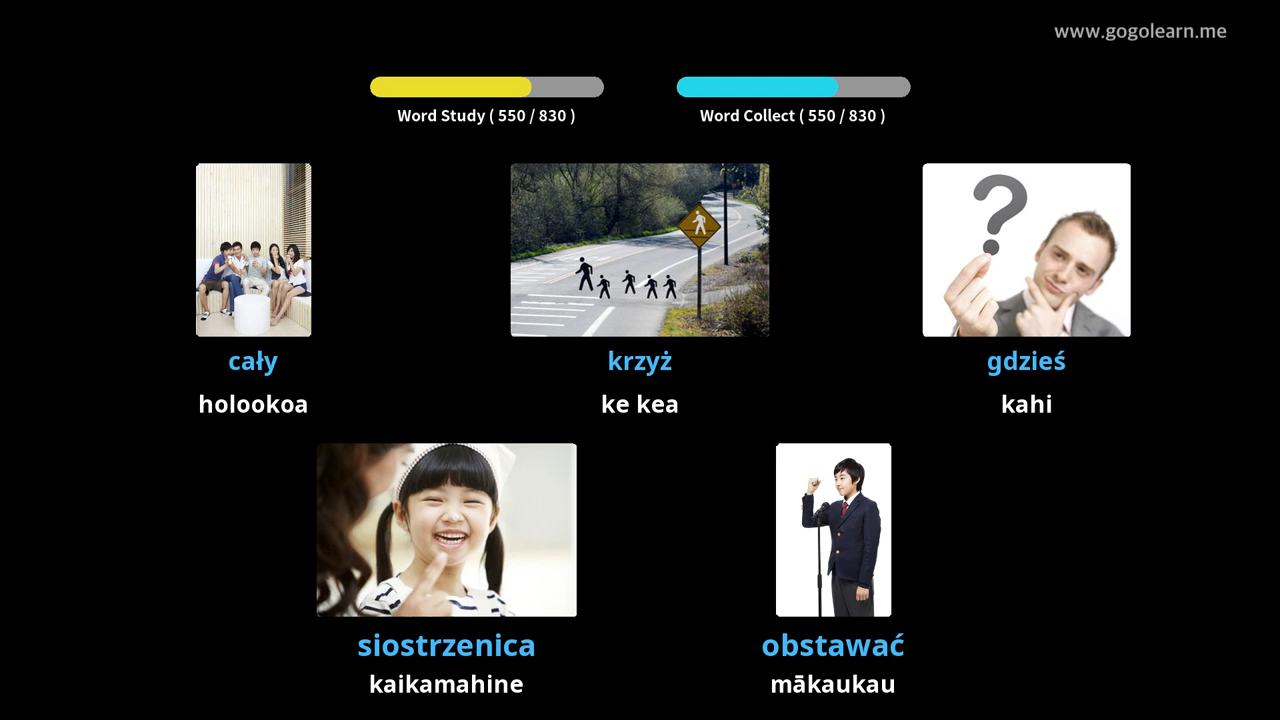 www.gogolearn.me
Word Study ( 550 / 830 )
Word Collect ( 550 / 830 )
cały
holookoa
krzyż
ke kea
gdzieś
kahi
siostrzenica
kaikamahine
obstawać
mākaukau